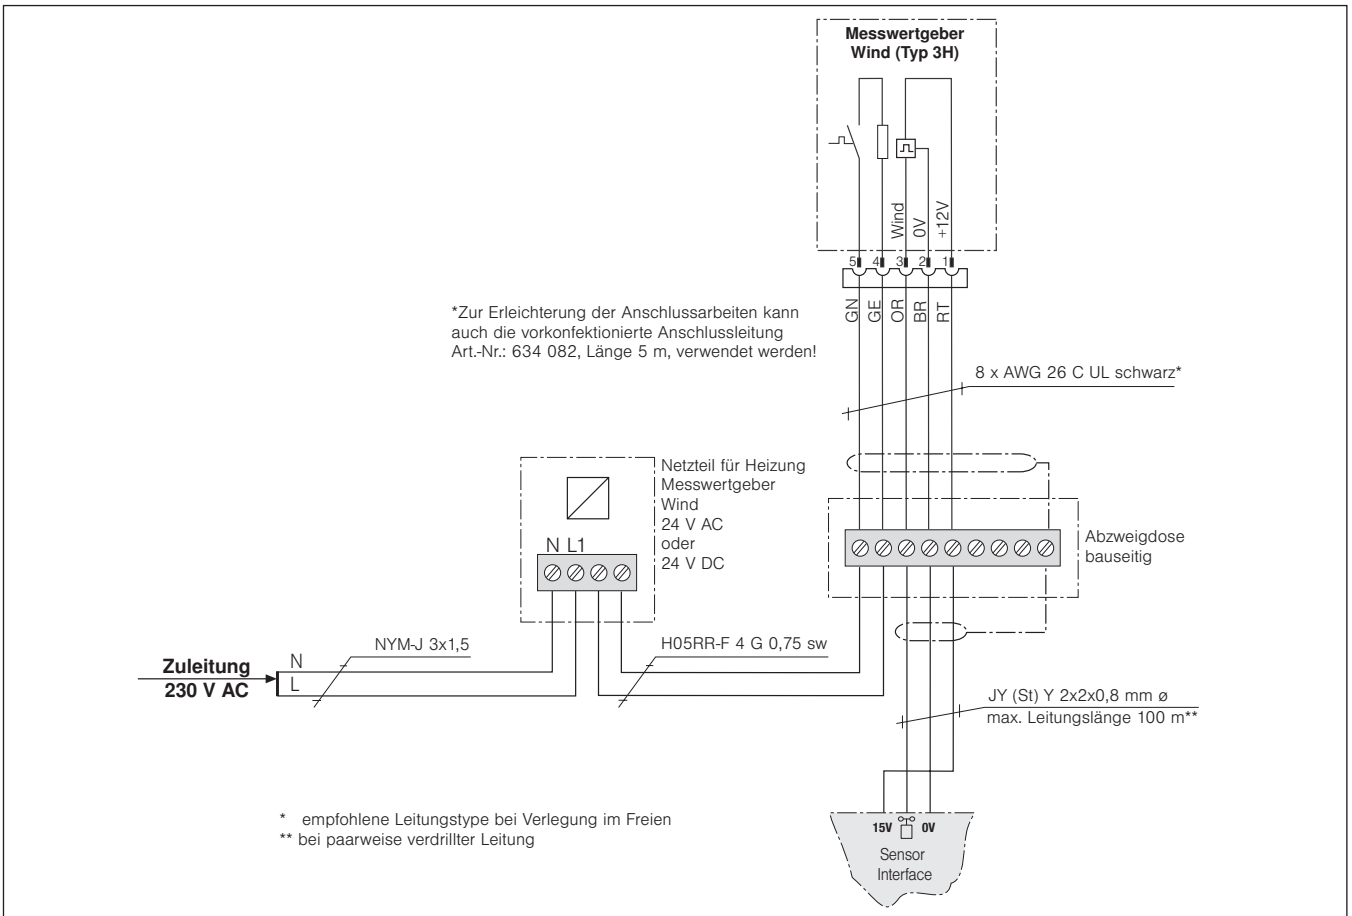 Messwertgeber
Wind (Typ 3H)
Wind
0V
+12V
5 4 3 2 1
GN
GE
OR
BR
RT
*Zur Erleichterung der Anschlussarbeiten kann
auch die vorkonfektionierte Anschlussleitung
Art.-Nr.: 634 082, Länge 5 m, verwendet werden!
8 x AWG 26 C UL schwarz*
Netzteil für Heizung
Messwertgeber
Wind
24 V AC
oder
24 V DC
N L1
Abzweigdose
bauseitig
NYM-J 3x1,5
H05RR-F 4 G 0,75 sw
Zuleitung
230 V AC
N
L
JY (St) Y 2x2x0,8 mm ø
max. Leitungslänge 100 m**
* empfohlene Leitungstype bei Verlegung im Freien
** bei paarweise verdrillter Leitung
15V
0V
Sensor
Interface